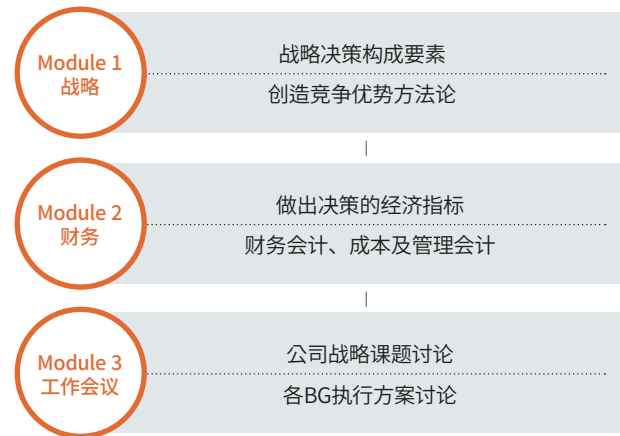 Module 1
战略
战略决策构成要素
创造竞争优势方法论
Module 2
财务
做出决策的经济指标
财务会计、成本及管理会计
Module 3
工作会议
公司战略课题讨论
各BG执行方案讨论